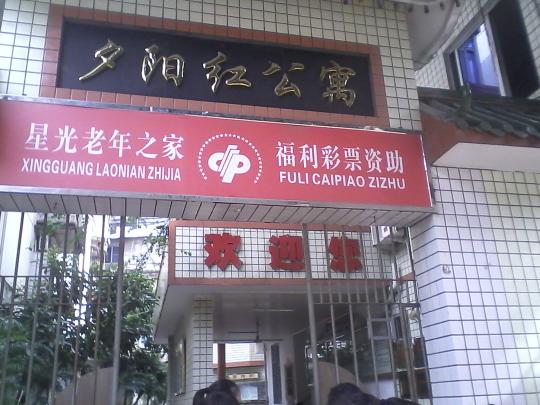 夕阳红公寓
星光老年之家
XINGGUANG LAONIAN ZHIJIA
福利彩票资助
FULI CAIPIAO ZIZHU
欢迎您